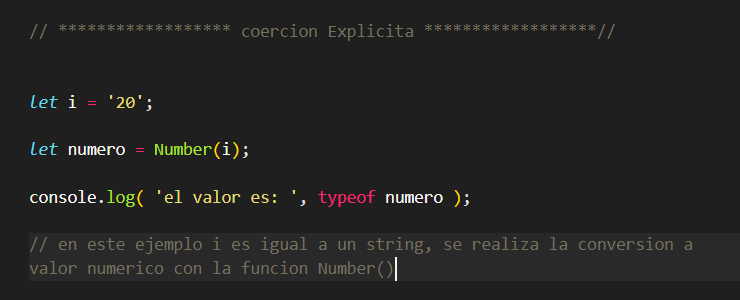 // ****************** coercion Explicita ******************//
let i = '20';
let numero = Number(i);
console.log( 'el valor es: ', typeof numero );
// en este ejemplo i es igual a un string, se realiza la conversion a
valor numerico con la funcion Number()